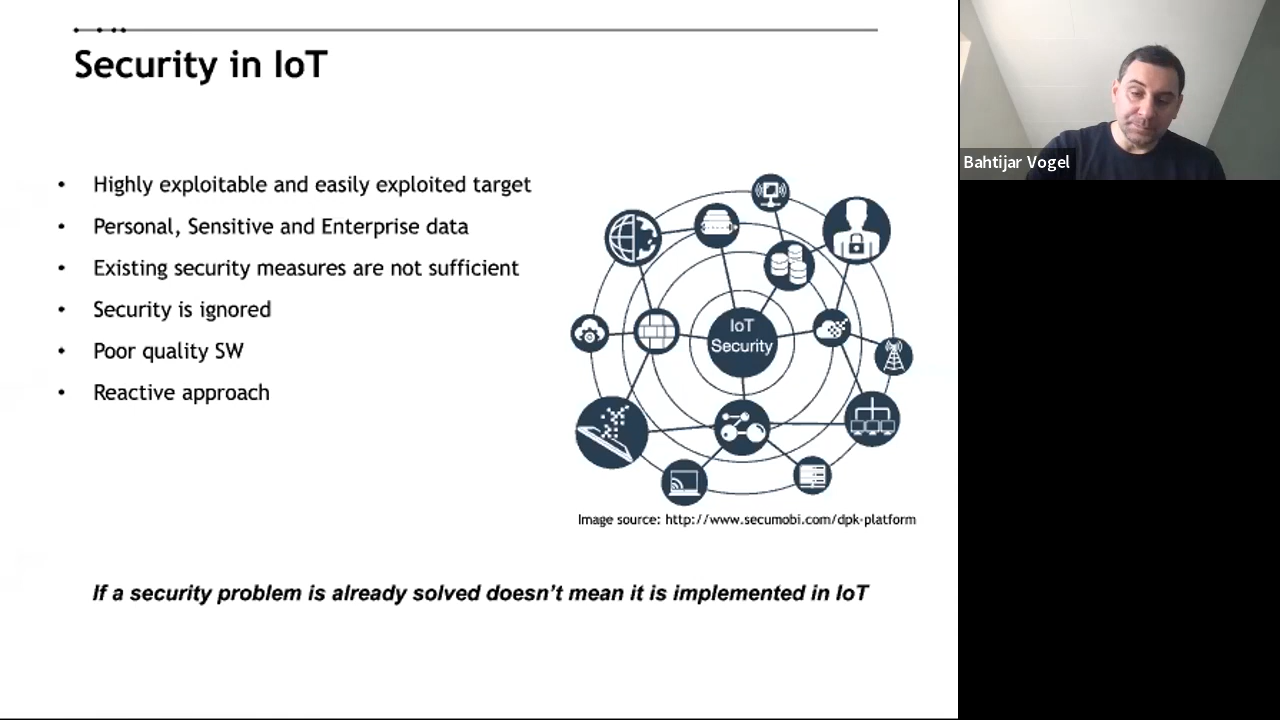 Security in IoT
Highly exploitable and easily exploited target
Personal, Sensitive and Enterprise data
Existing security measures are not sufficient
Security is ignored
Poor quality SW
Reactive approach
IoT
Security
Image source: http://www.secumobi.com/dpk-platform
If a security problem is already solved doesn't mean it is implemented in IoT
Bahtijar Vogel